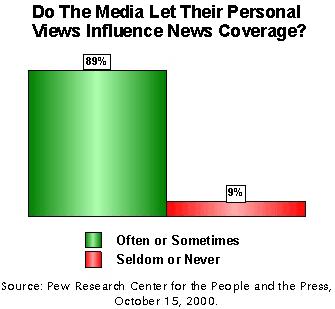 Do The Media Let Their Personal
Views Influence News Coverage?
89%
9%
Often or Sometimes
Seldom or Never
Source: Pew Research Center for the People and the Press,
October 15, 2000.